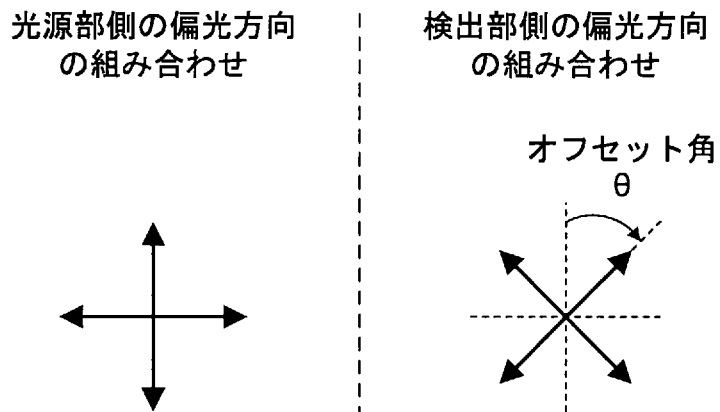 光源部側の偏光方向
の組み合わせ
検出部側の偏光方向
の組み合わせ
オフセット角
θ